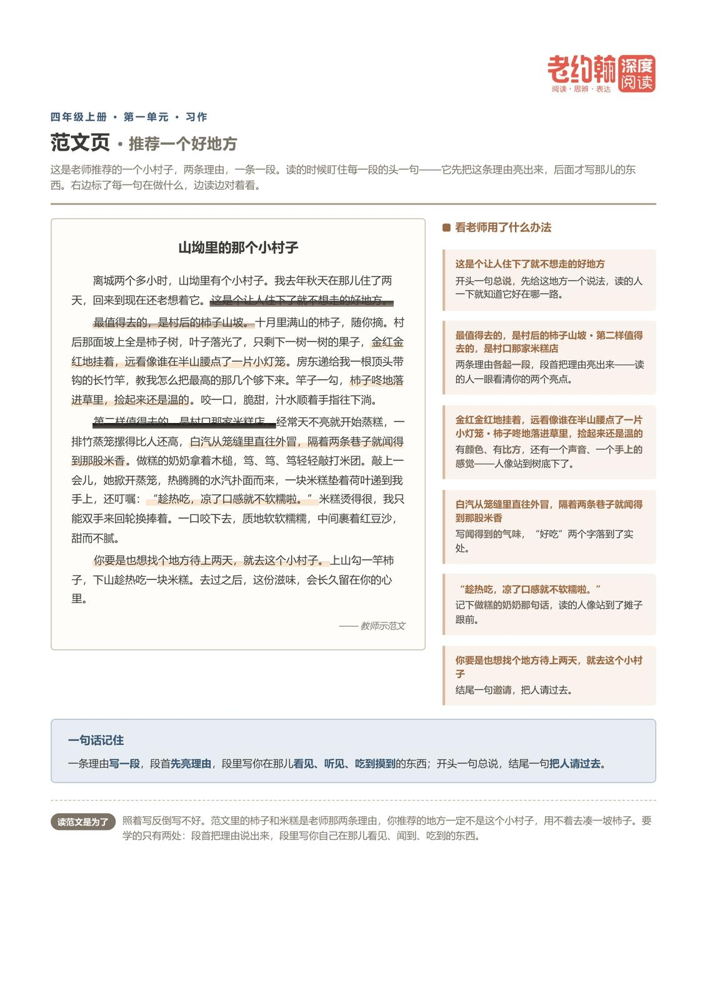 老约翰
深度
阅读
阅读·思辨·表达
四年级上册 · 第一单元 · 习作
范文页 · 推荐一个好地方
这是老师推荐的一个小村子，两条理由，一条一段。读的时候盯住每一段的头一句——它先把这条理由亮出来，后面才写那儿的东
西。右边标了每一句在做什么，边读边对着看。
山坳里的那个小村子
离城两个多小时，山坳里有个小村子。我去年秋天在那儿住了两
天，回来到现在还老想着它。这是个让人住下了就不想走的好地方。
最值得去的，是村后的柿子山坡。十月里满山的柿子，随你摘。村
后那面坡上全是柿子树，叶子落光了，只剩下一树一树的果子，金红金
红地挂着，远看像谁在半山腰点了一片小灯笼。房东递给我一根顶头带
钩的长竹竿，教我怎么把最高的那几个够下来。竿子一勾，柿子咚地落
进草里，捡起来还是温的。咬一口，脆甜，汁水顺着手指往下淌。
第二样值得去的，是村口那家米糕店。经常天不亮就开始蒸糕，一
排竹蒸笼摞得比人还高，白汽从笼缝里直往外冒，隔着两条巷子就闻得
到那股米香。做糕的奶奶拿着木槌，笃、笃、笃轻轻敲打米团。敲上一
会儿，她掀开蒸笼，热腾腾的水汽扑面而来，一块米糕垫着荷叶递到我
手上，还叮嘱：“趁热吃，凉了口感就不软糯啦。”米糕烫得很，我只
能双手来回轮换捧着。一口咬下去，质地软软糯糯，中间裹着红豆沙，
甜而不腻。
你要是也想找个地方待上两天，就去这个小村子。上山勾一竿柿
子，下山趁热吃一块米糕。去过之后，这份滋味，会长久留在你的心
里。
—— 教师示范文
看老师用了什么办法
这是个让人住下了就不想走的好地方
开头一句总说，先给这地方一个说法，读的人
一下就知道它好在哪一路。
最值得去的，是村后的柿子山坡 · 第二样值得
去的，是村口那家米糕店
两条理由各起一段，段首把理由亮出来——读
的人一眼看清你的两个亮点。
金红金红地挂着，远看像谁在半山腰点了一片
小灯笼 · 柿子咚地落进草里，捡起来还是温的
有颜色、有比方，还有一个声音、一个手上的
感觉——人像站到树底下了。
白汽从笼缝里直往外冒，隔着两条巷子就闻得
到那股米香
写闻得到的气味，“好吃”两个字落到了实
处。
“趁热吃，凉了口感就不软糯啦。”
记下做糕的奶奶那句话，读的人像站到了摊子
跟前。
你要是也想找个地方待上两天，就去这个小村
子
结尾一句邀请，把人请过去。
一句话记住
一条理由写一段，段首先亮理由，段里写你在那儿看见、听见、吃到摸到的东西；开头一句总说，结尾一句把人请过去。
读范文是为了
照着写反倒写不好。范文里的柿子和米糕是老师那两条理由，你推荐的地方一定不是这个小村子，用不着去凑一坡柿子。要
学的只有两处：段首把理由说出来，段里写你自己在那儿看见、闻到、吃到的东西。